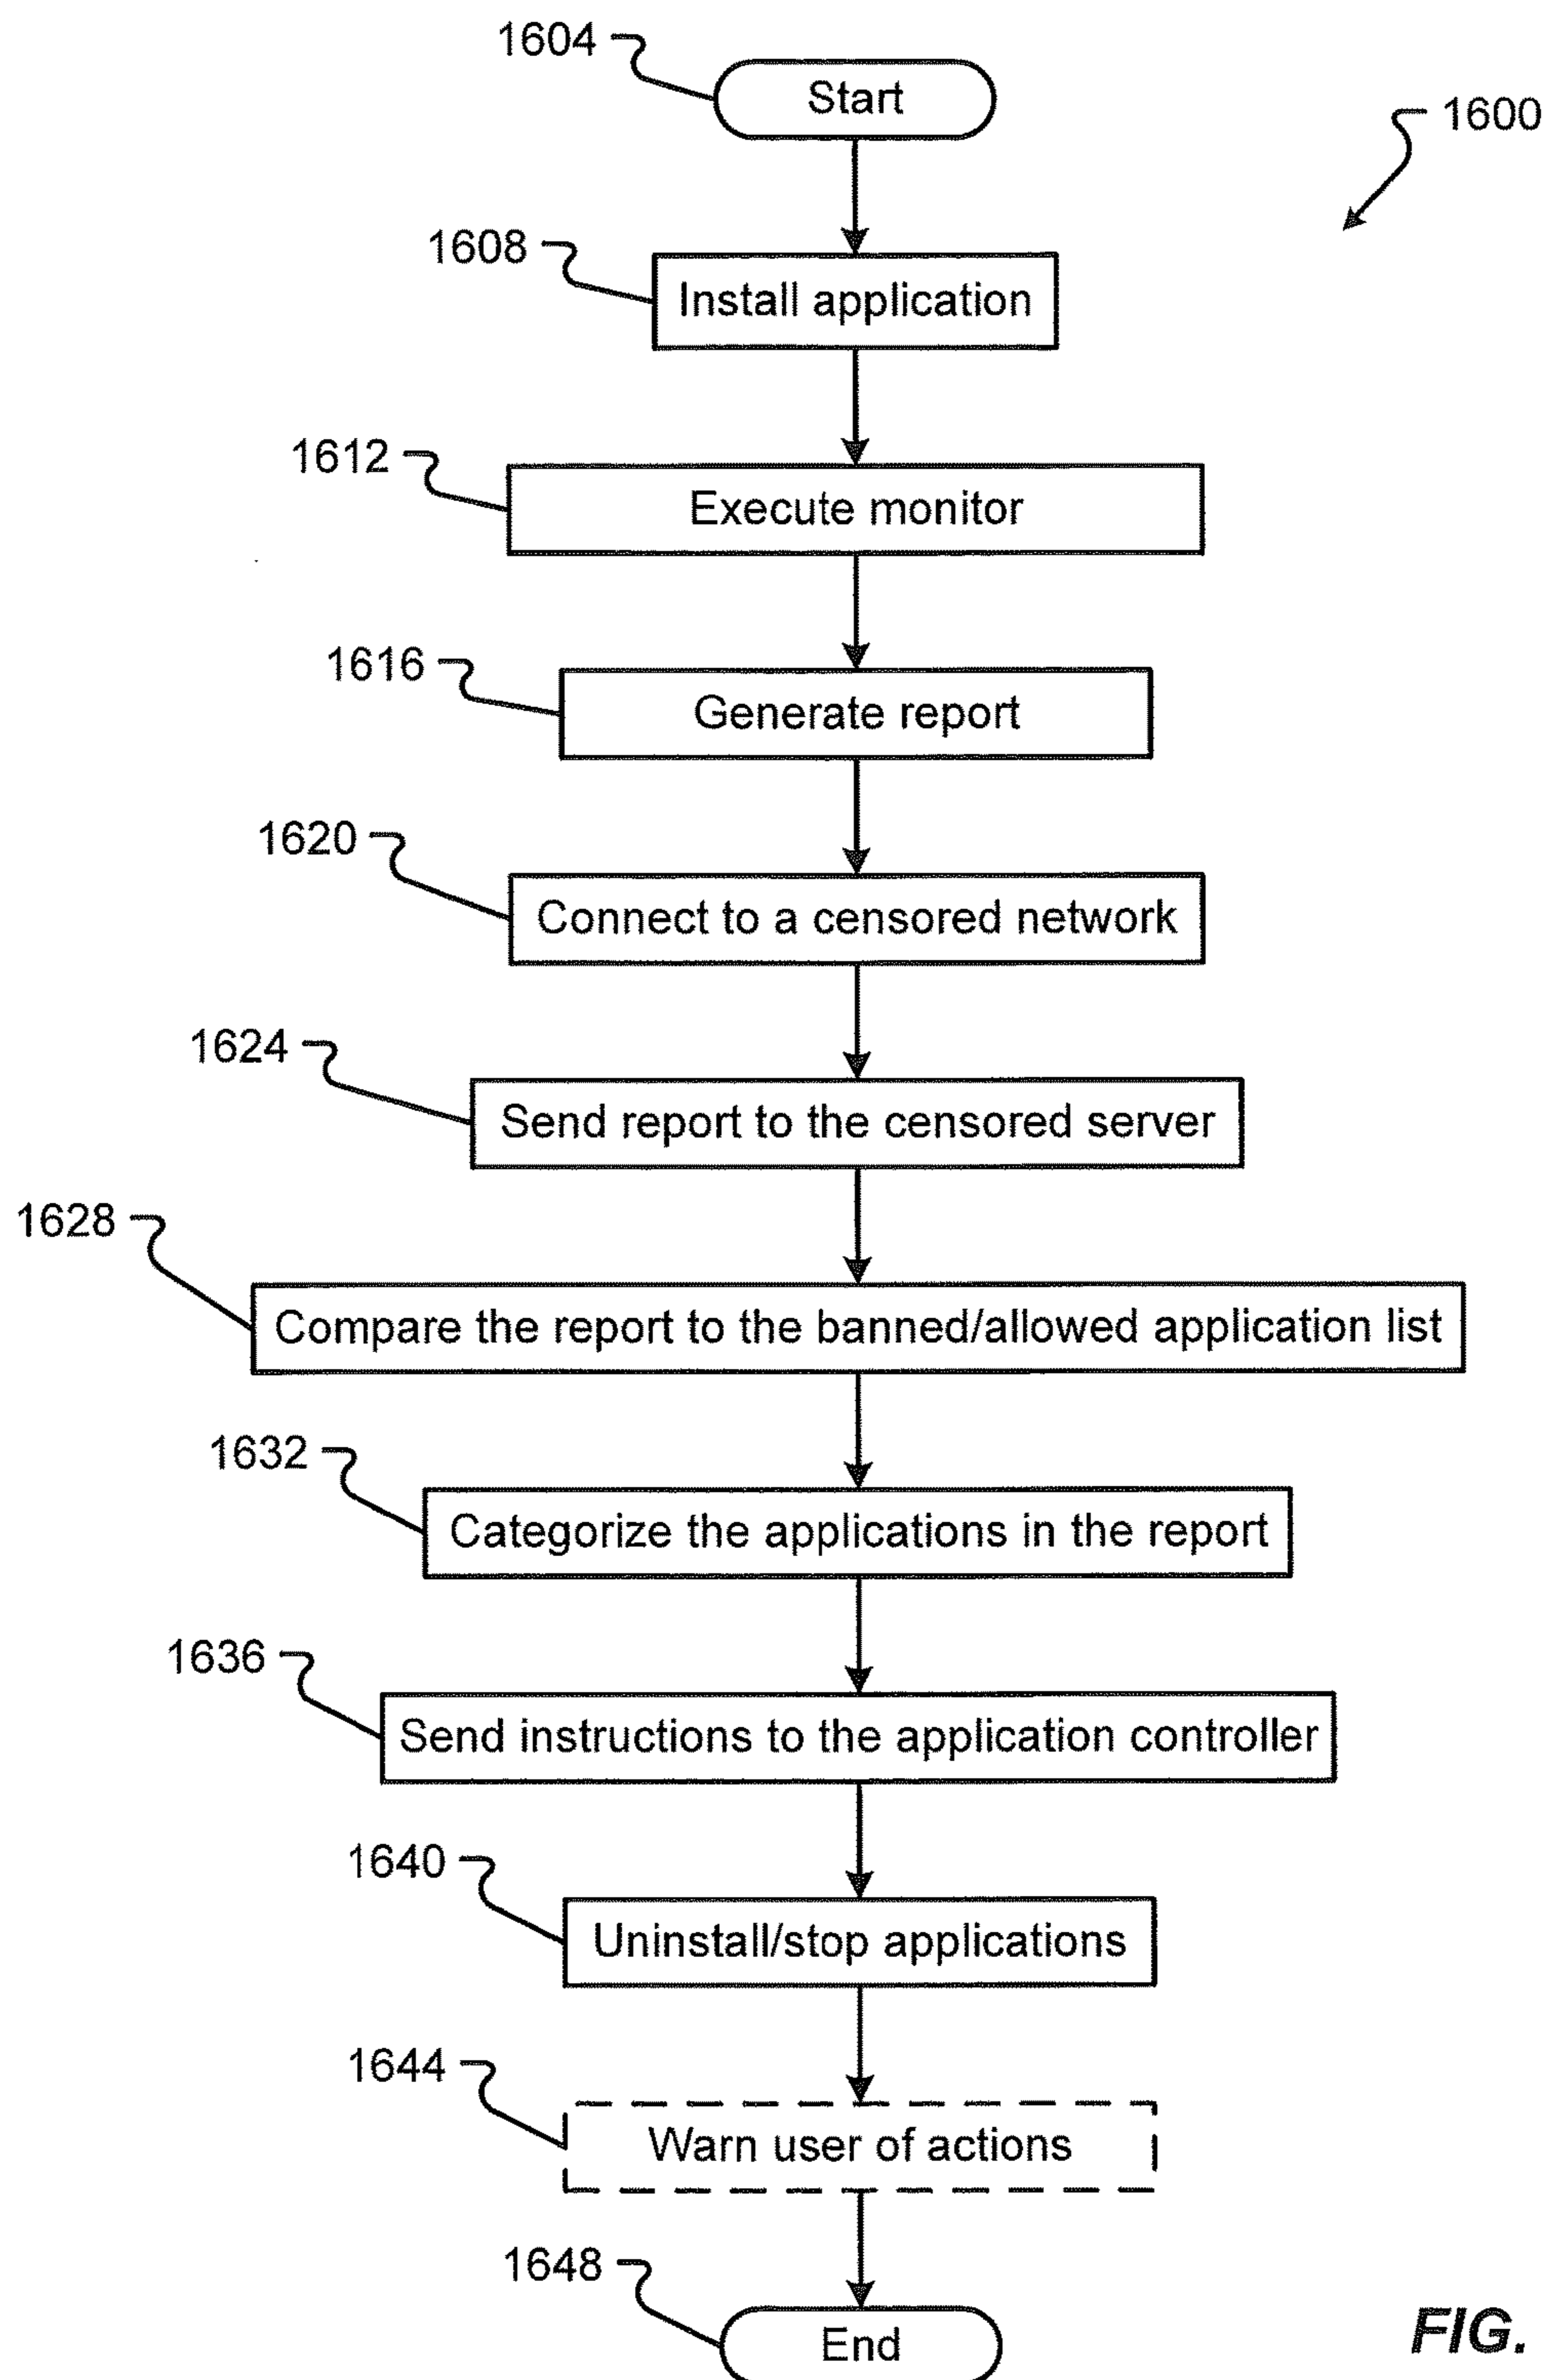 1604
Start
1600
1608
Install application
1612
Execute monitor
1616
Generate report
1620
Connect to a censored network
1624
Send report to the censored server
1628
Compare the report to the banned/allowed application list
1632
Categorize the applications in the report
1636
Send instructions to the application controller
1640
Uninstall/stop applications
1644
Warn user of actions
1648
End
FIG.